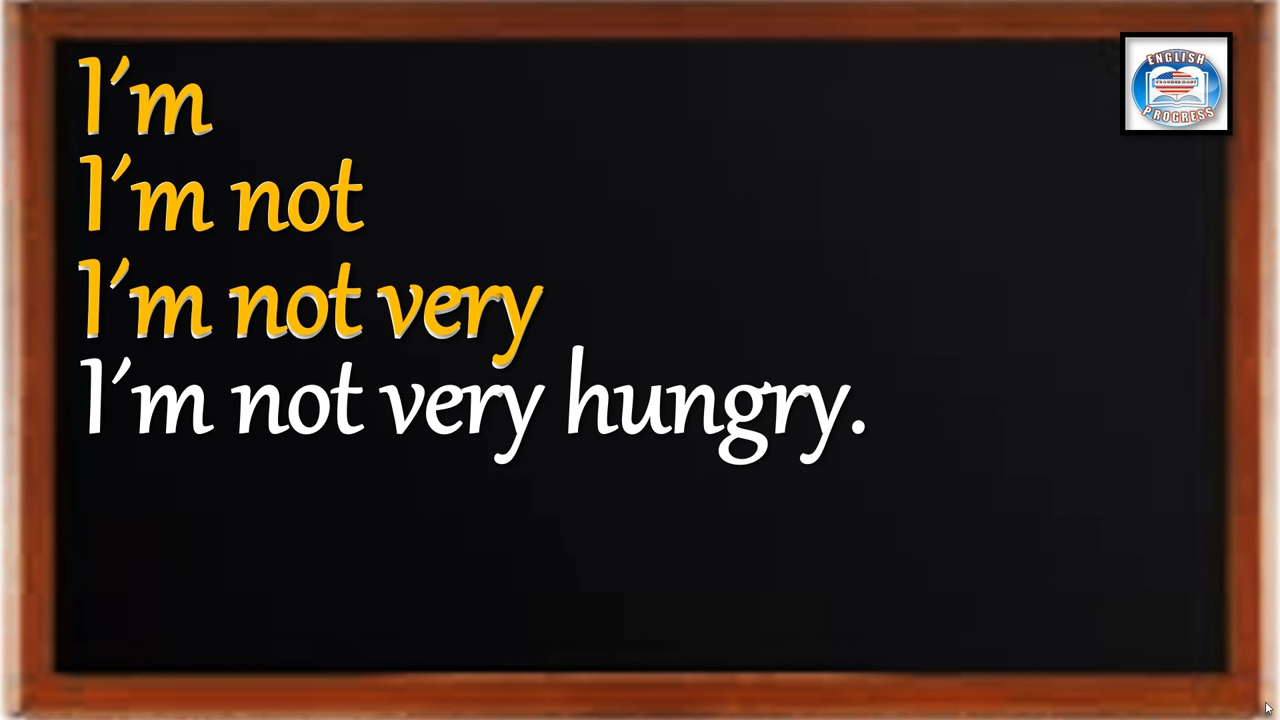 I'm
I'm not
I'm not very
I'm not very hungry.
ENGLISH
PROGRESS